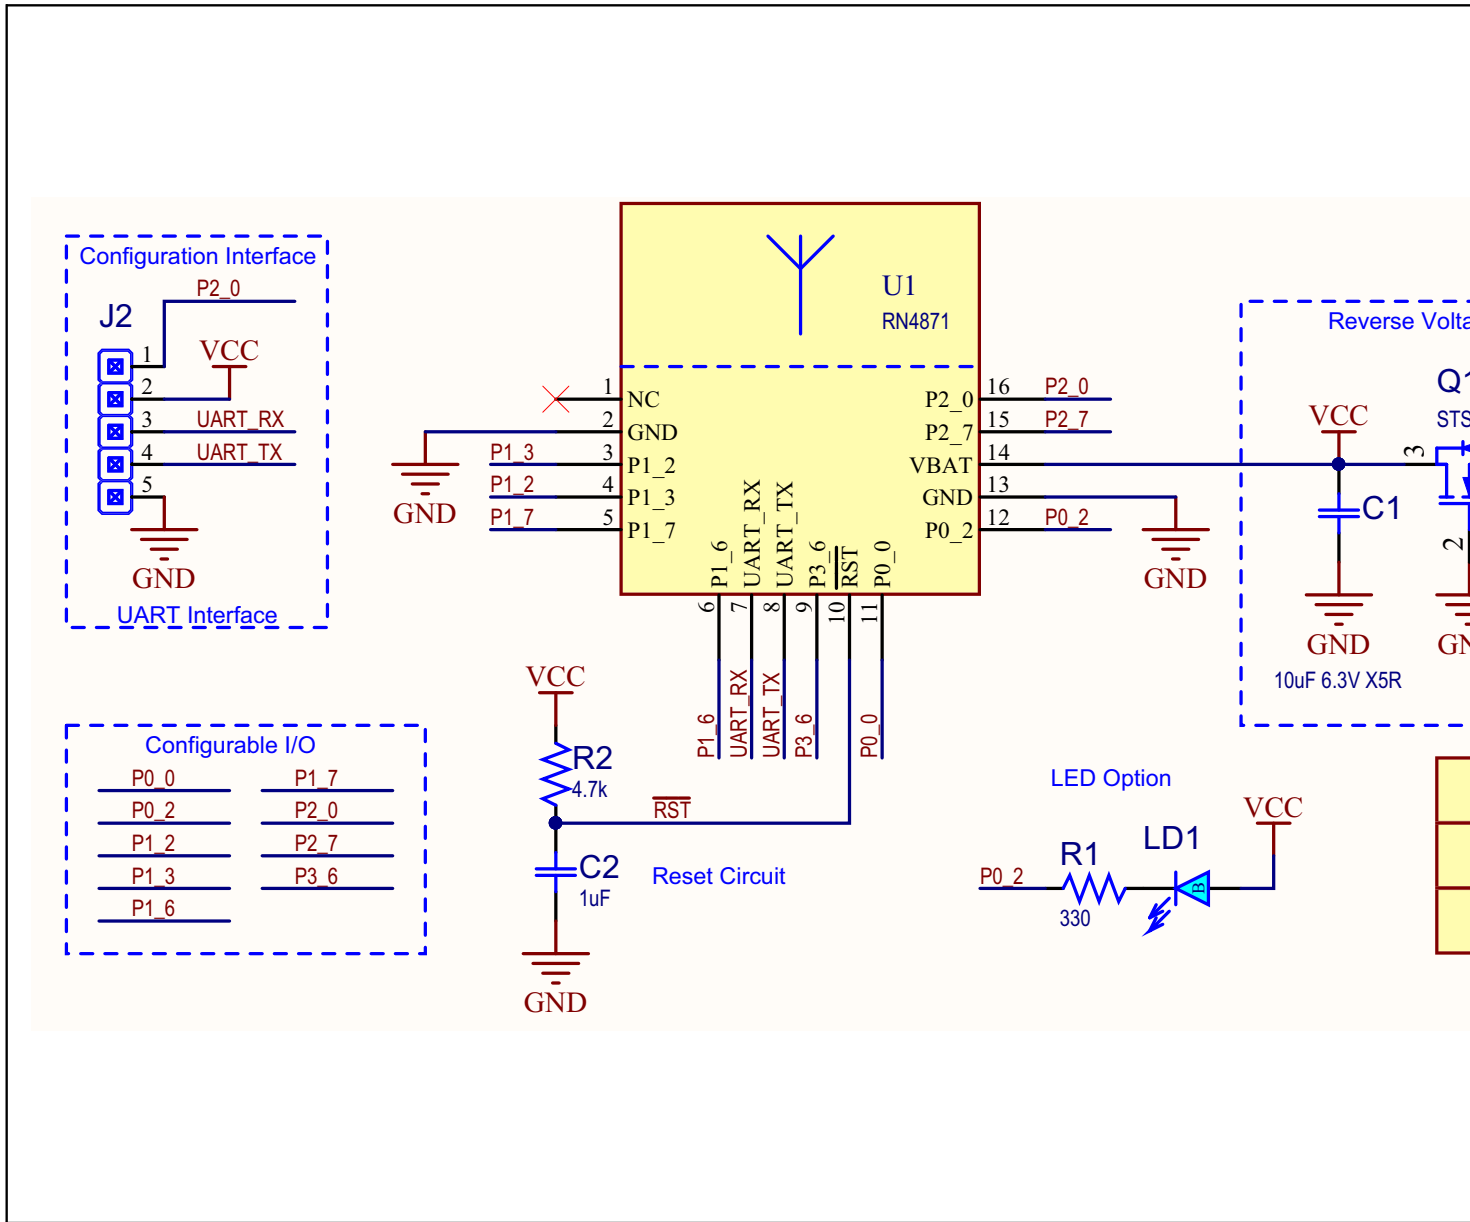 Configuration Interface
P2_0
J2
1
VCC
2
3
UART_RX
4
UART_TX
5
GND
UART Interface
U1
RN4871
1
NC
2
GND
GND
P1_3
3
P1_2
P1_2
4
P1_3
P1_7
5
P1_7
P2_0
16
P2_0
P2_7
15
P2_7
VBAT
14
GND
13
GND
P0_2
12
P0_2
P1_6
UART_RX
UART_TX
P3_6
RST
P0_0
6
7
8
9
10
11
P1_6
UART_RX
UART_TX
P3_6
P0_0
Reverse Volta
Q1
STS
VCC
3
C1
2
GND
GN
10uF 6.3V X5R
VCC
R2
4.7k
RST
C2
1uF
Reset Circuit
GND
Configurable I/O
P0_0
P1_7
P0_2
P2_0
P1_2
P2_7
P1_3
P3_6
P1_6
LED Option
VCC
LD1
R1
P0_2
B
330